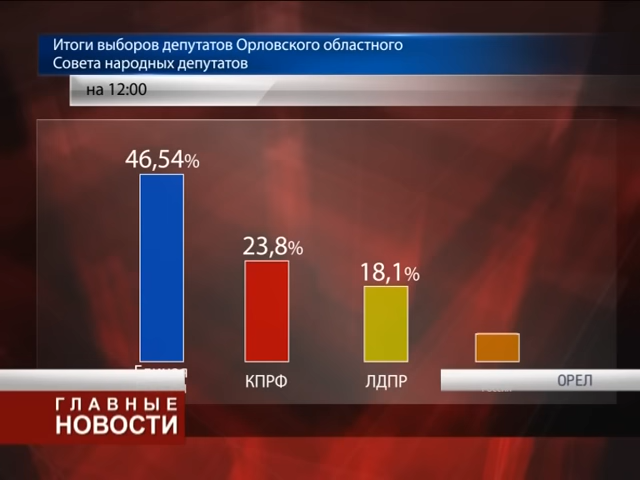 Итоги выборов депутатов Орловского областного
Совета народных депутатов
на 12:00
46,54%
23,8%
18,1%
КПРФ
ЛДПР
ОРЕЛ
ГЛАВНЫЕ
НОВОСТИ